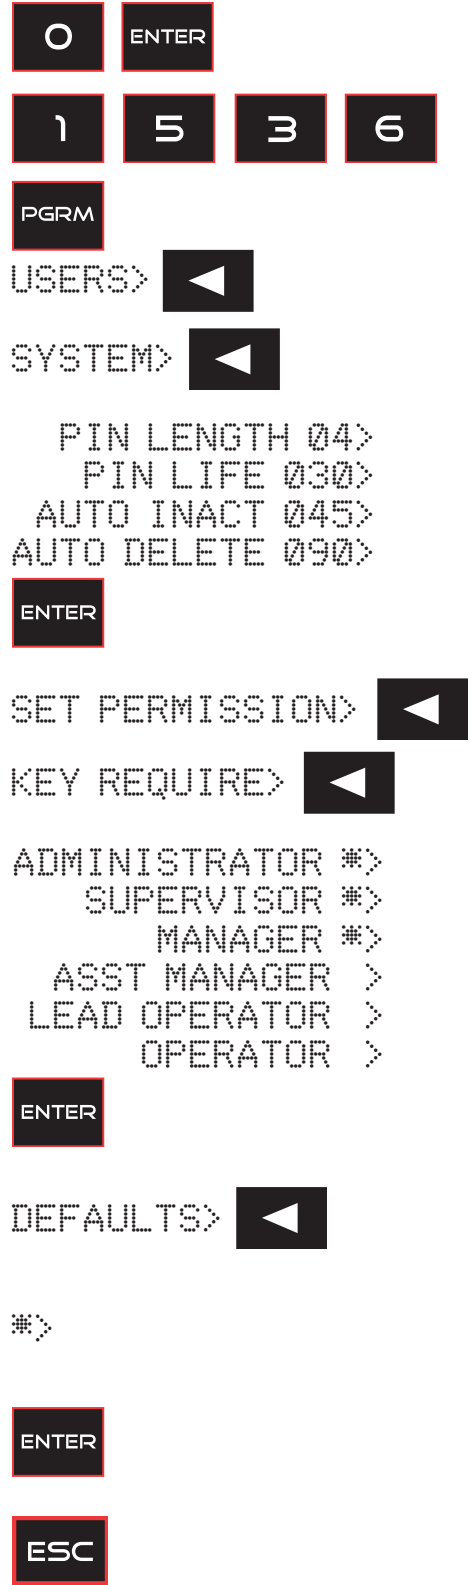 0 ENTER
1 5 3 6
PGRM
USERS> ◀
SYSTEM> ◀
PIN LENGTH 04>
PIN LIFE 030>
AUTO INACT 045>
AUTO DELETE 090>
ENTER
SET PERMISSION> ◀
KEY REQUIRE> ◀
ADMINISTRATOR *>
SUPERVISOR *>
MANAGER *>
ASST MANAGER >
LEAD OPERATOR >
OPERATOR >
ENTER
DEFAULTS> ◀
*>
ENTER
ESC